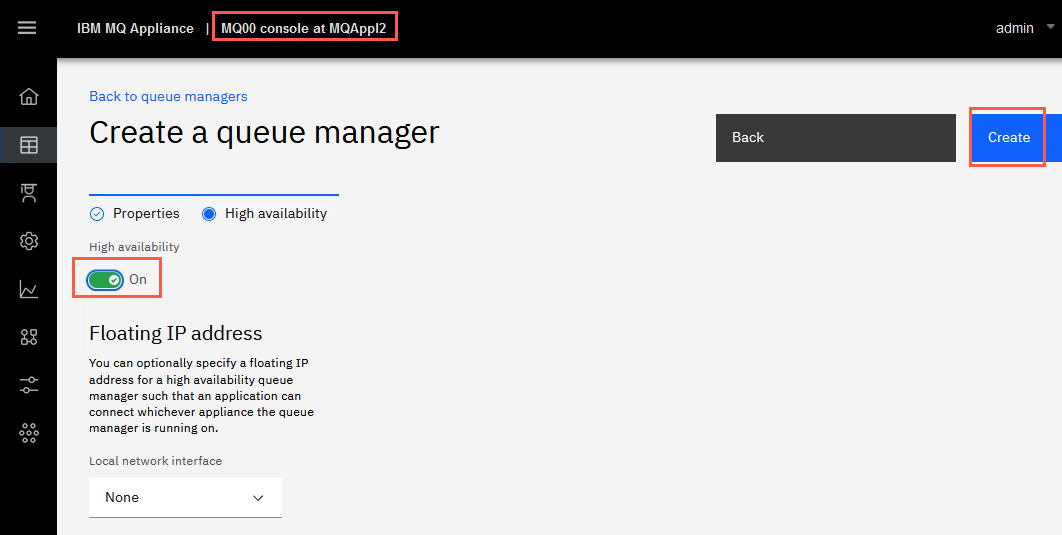 IBM MQ Appliance | MQ00 console at MQAppl2
admin
Back to queue managers
Create a queue manager
Back
Create
Properties
High availability
High availability
On
Floating IP address
You can optionally specify a floating IP
address for a high availability queue
manager such that an application can
connect whichever appliance the queue
manager is running on.
Local network interface
None